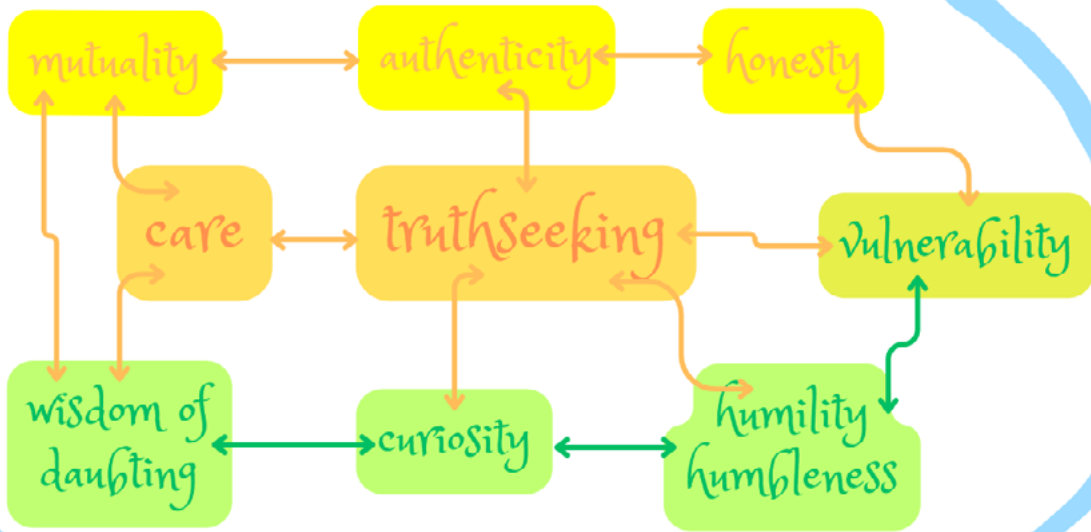 mutuality
authenticity
honesty
care
truthseeking
vulnerability
wisdom of
daubting
curiosity
humility
humbleness